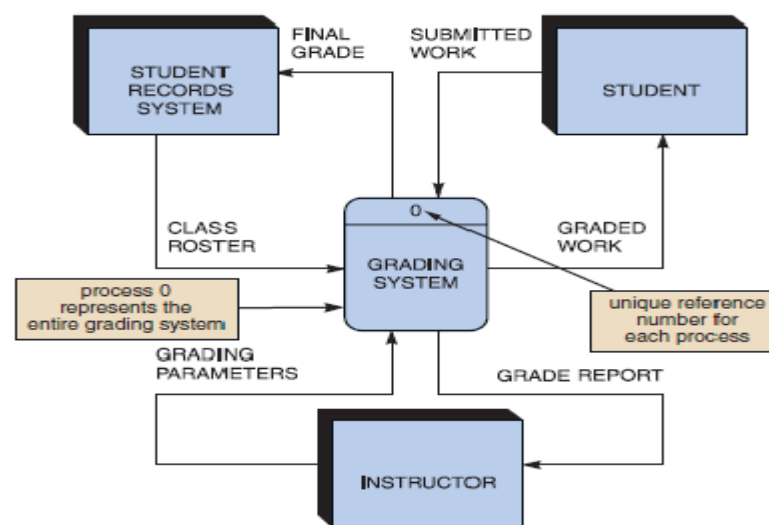 FINAL
GRADE
SUBMITTED
WORK
STUDENT
RECORDS
SYSTEM
STUDENT
0
CLASS
ROSTER
GRADING
SYSTEM
GRADED
WORK
process 0
represents the
entire grading system
unique reference
number for
each process
GRADING
PARAMETERS
GRADE REPORT
INSTRUCTOR